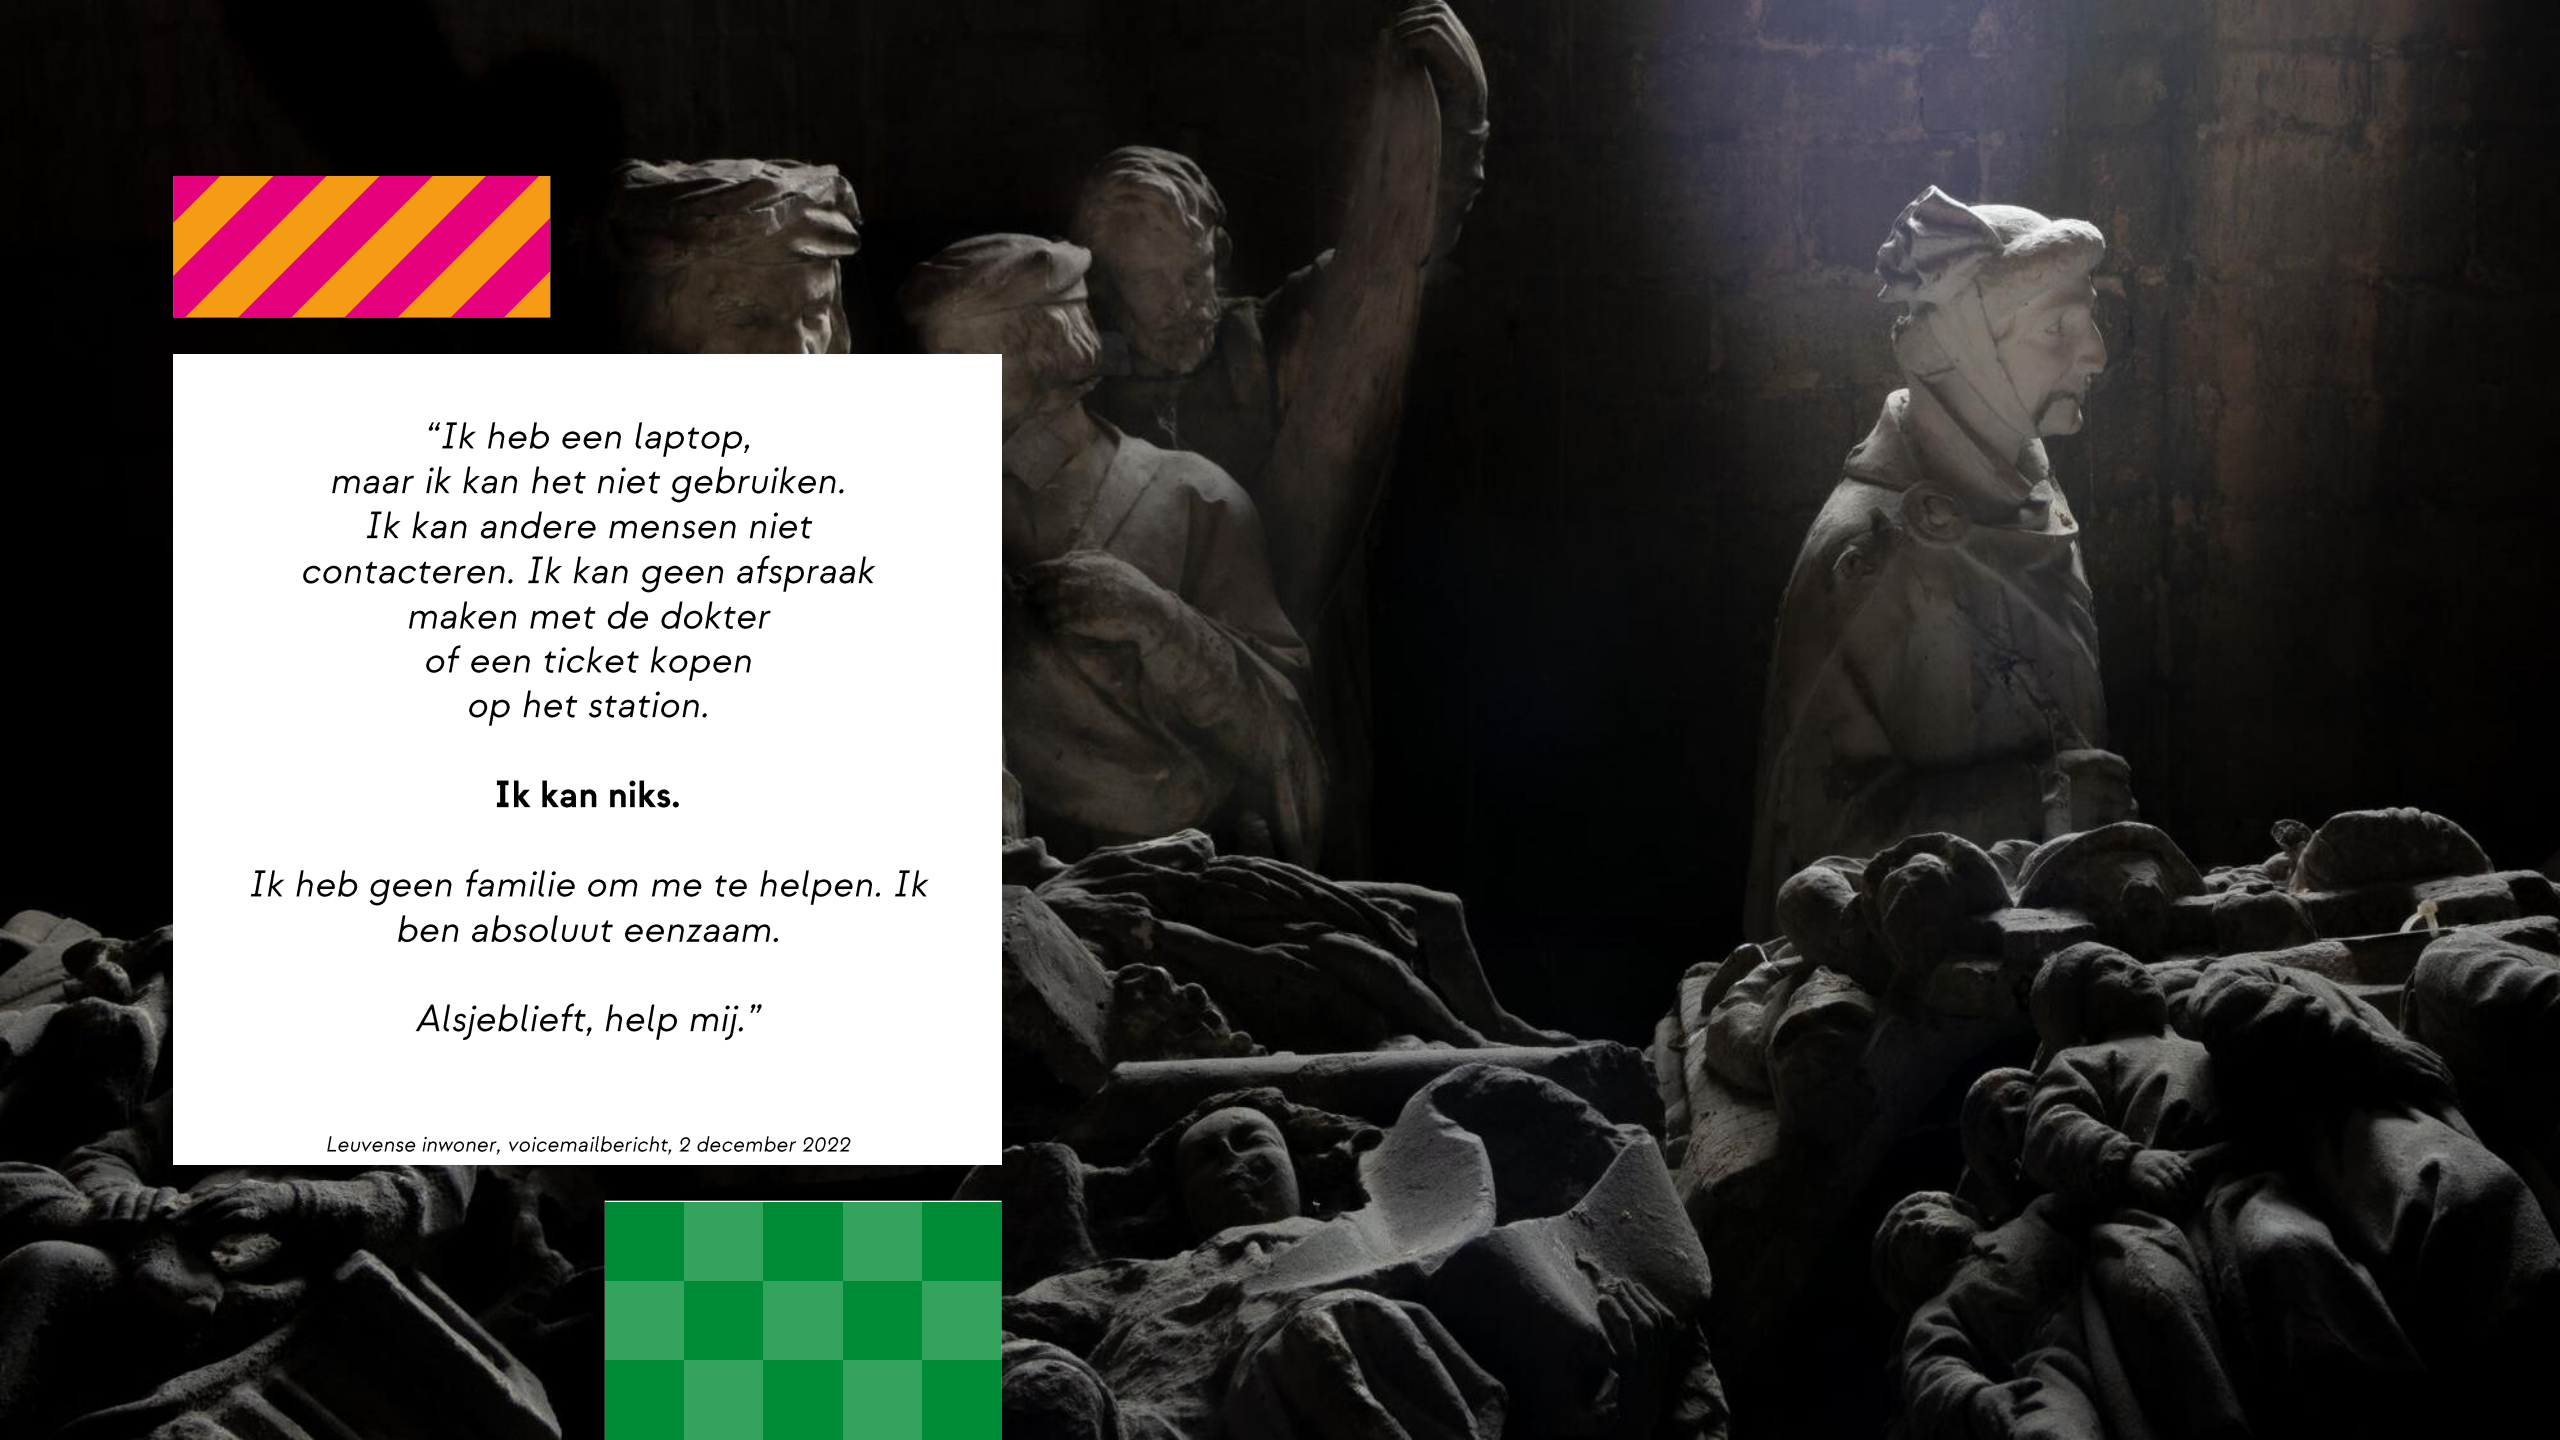 “Ik heb een laptop,
maar ik kan het niet gebruiken.
Ik kan andere mensen niet
contacteren. Ik kan geen afspraak
maken met de dokter
of een ticket kopen
op het station.
Ik kan niks.
Ik heb geen familie om me te helpen. Ik
ben absoluut eenzaam.
Alsjeblieft, help mij.”
Leuvense inwoner, voicemailbericht, 2 december 2022